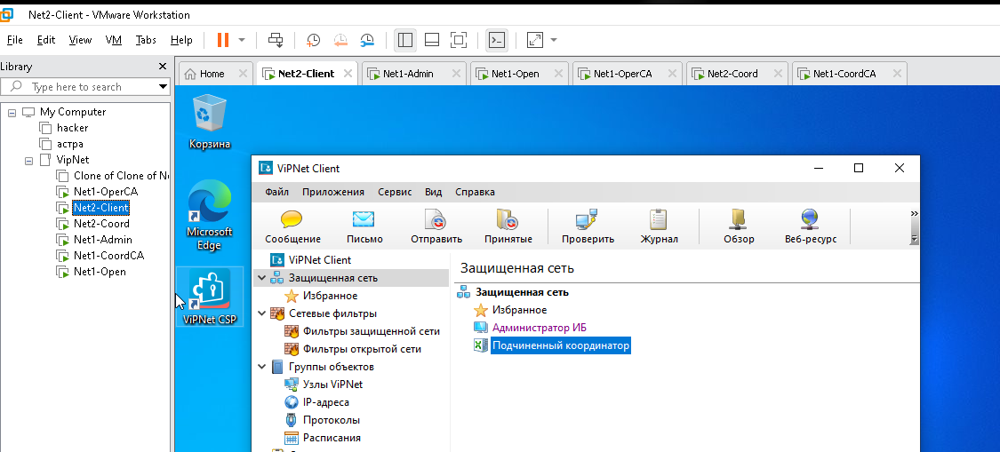 Net2-Client - VMware Workstation
File Edit View VM Tabs Help
Library
Type here to search
Home Net2-Client Net1-Admin Net1-Open Net1-OperCA Net2-Coord Net1-CoordCA
My Computer
hacker
астра
VipNet
Clone of Clone of N
Net1-OperCA
Net2-Client
Net2-Coord
Net1-Admin
Net1-CoordCA
Net1-Open
Корзина
Microsoft
Edge
ViPNet CSP
ViPNet Client
Файл Приложения Сервис Вид Справка
Сообщение Письмо Отправить Принятые Проверить Журнал Обзор Веб-ресурс
ViPNet Client
Защищенная сеть
Избранное
Сетевые фильтры
Фильтры защищенной сети
Фильтры открытой сети
Группы объектов
Узлы ViPNet
IP-адреса
Протоколы
Расписания
Защищенная сеть
Защищенная сеть
Избранное
Администратор ИБ
Подчиненный координатор